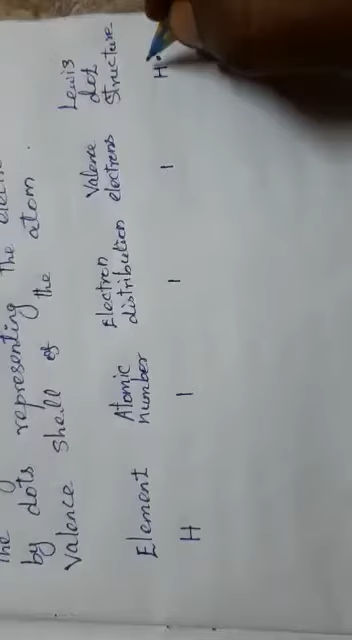 the
by dots representing the
Valence shell of the atom.
Element Atomic number Electron distribution Valence electrons Lewis dot structure
H 1 1 1 H•